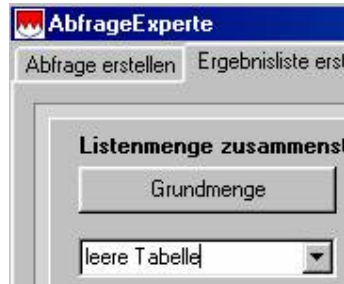 AbfrageExperte
Abfrage erstellen Ergebnisliste erst
Listenmenge zusammenst
Grundmenge
leere Tabelle